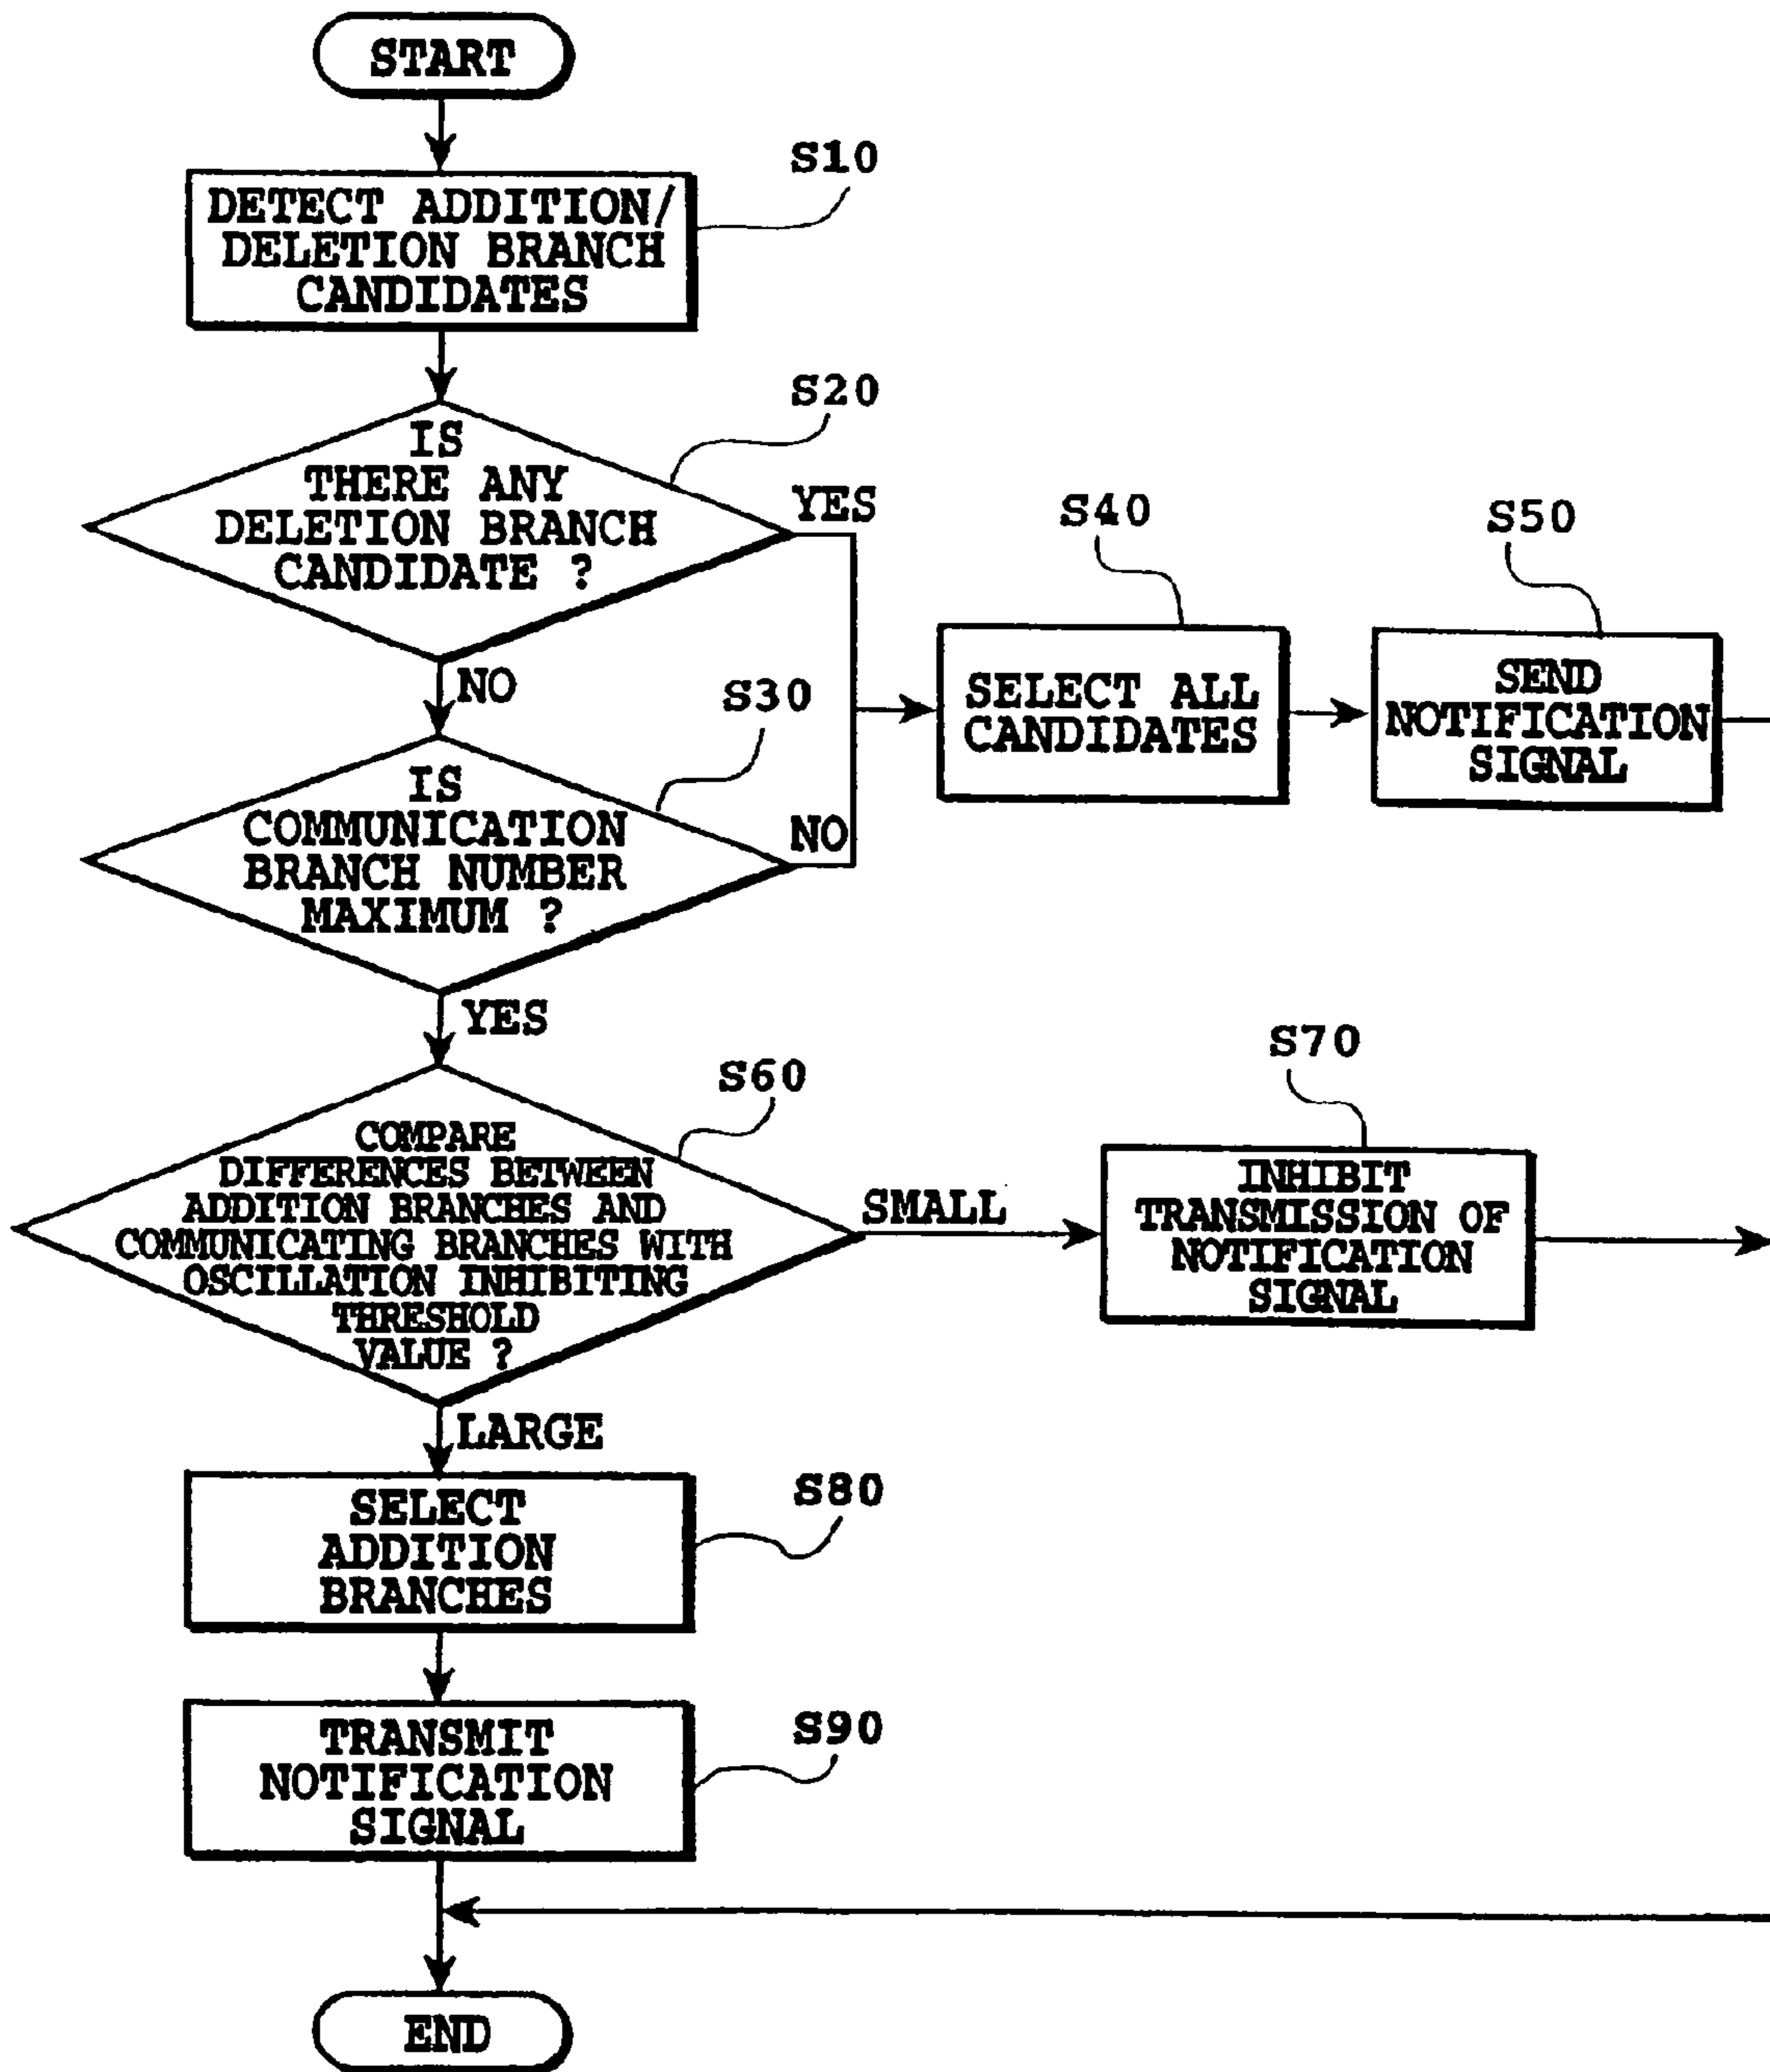 START
S10
DETECT ADDITION/
DELETION BRANCH
CANDIDATES
S20
IS
THERE ANY
DELETION BRANCH
CANDIDATE ?
YES
NO
S30
IS
COMMUNICATION
BRANCH NUMBER
MAXIMUM ?
NO
YES
S40
SELECT ALL
CANDIDATES
S50
SEND
NOTIFICATION
SIGNAL
S60
COMPARE
DIFFERENCES BETWEEN
ADDITION BRANCHES AND
COMMUNICATING BRANCHES WITH
OSCILLATION INHIBITING
THRESHOLD
VALUE ?
SMALL
LARGE
S70
INHIBIT
TRANSMISSION OF
NOTIFICATION
SIGNAL
S80
SELECT
ADDITION
BRANCHES
S90
TRANSMIT
NOTIFICATION
SIGNAL
END